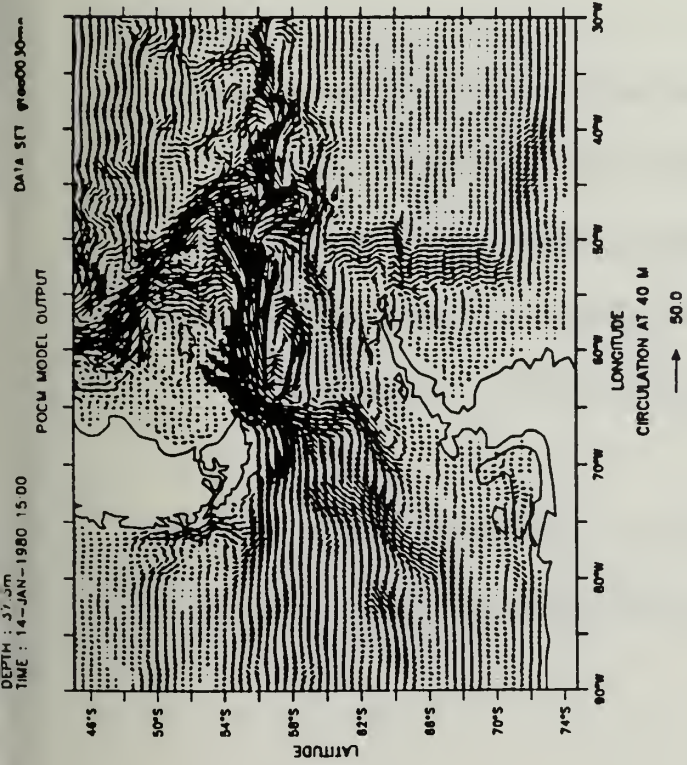 DEPTH : 37.5m
TIME : 14-JAN-1980 15:00
DATA SET
POCM MODEL OUTPUT
46°S
50°S
54°S
58°S
62°S
66°S
70°S
74°S
LATITUDE
90°W
80°W
70°W
60°W
50°W
40°W
30°W
LONGITUDE
CIRCULATION AT 40 M
50.0